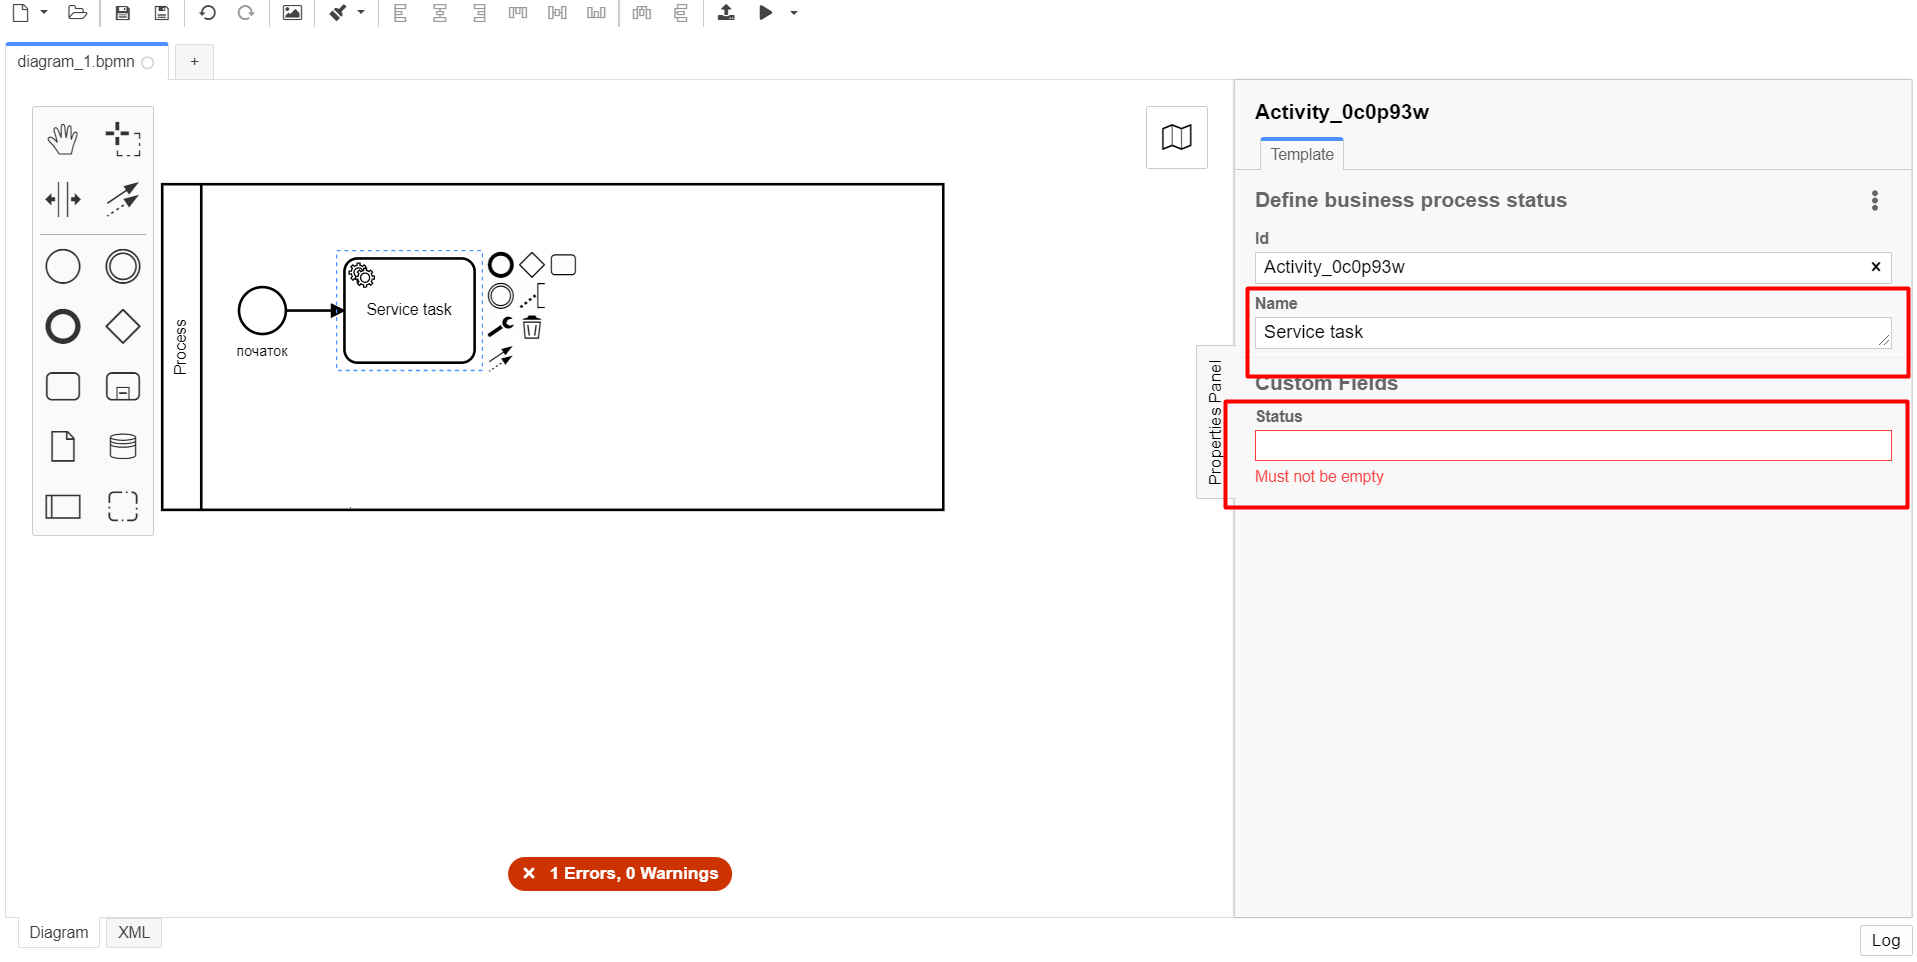 diagram_1.bpmn
+
Process
початок
Service task
Activity_0c0p93w
Template
Define business process status
Id
Activity_0c0p93w
Name
Service task
Custom Fields
Status
Must not be empty
Properties Panel
1 Errors, 0 Warnings
Diagram
XML
Log